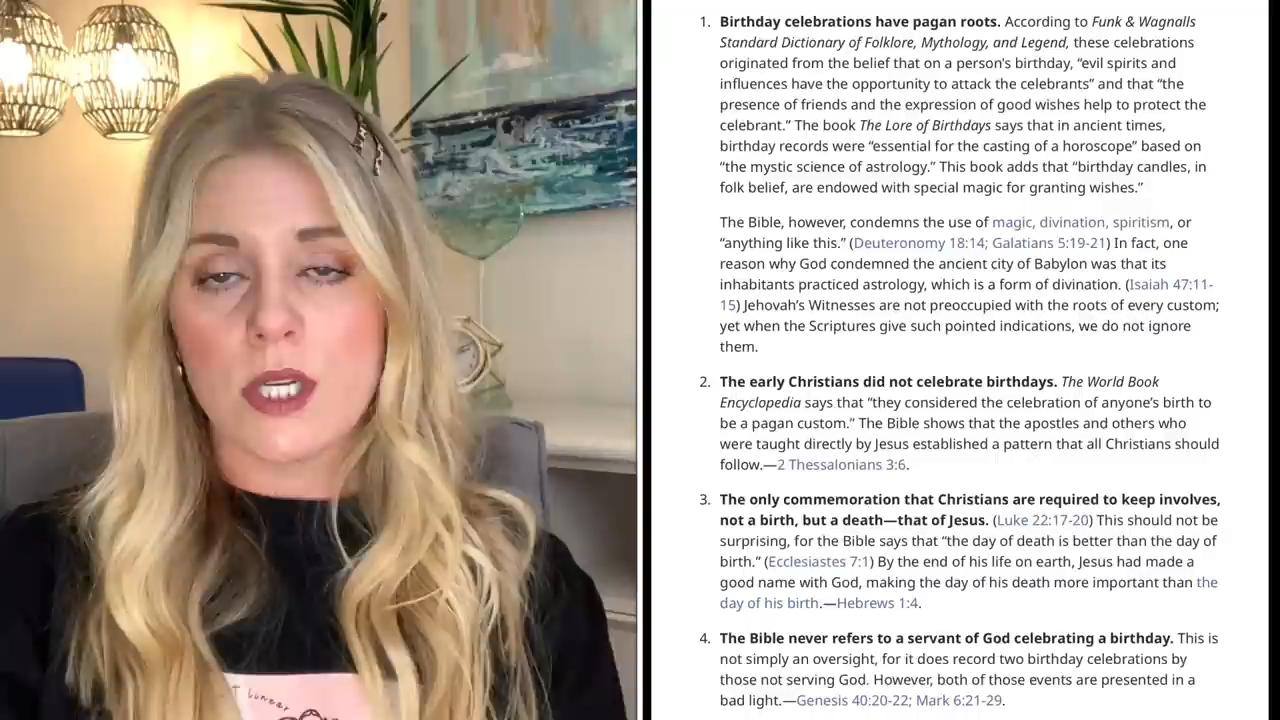 1. Birthday celebrations have pagan roots. According to Funk & Wagnalls
Standard Dictionary of Folklore, Mythology, and Legend, these celebrations
originated from the belief that on a person’s birthday, “evil spirits and
influences have the opportunity to attack the celebrants” and that “the
presence of friends and the expression of good wishes help to protect the
celebrant.” The book The Lore of Birthdays says that in ancient times,
birthday records were “essential for the casting of a horoscope” based on
“the mystic science of astrology.” This book adds that “birthday candles, in
folk belief, are endowed with special magic for granting wishes.”
The Bible, however, condemns the use of magic, divination, spiritism, or
“anything like this.” (Deuteronomy 18:14; Galatians 5:19-21) In fact, one
reason why God condemned the ancient city of Babylon was that its
inhabitants practiced astrology, which is a form of divination. (Isaiah 47:11-
15) Jehovah’s Witnesses are not preoccupied with the roots of every custom;
yet when the Scriptures give such pointed indications, we do not ignore
them.
2. The early Christians did not celebrate birthdays. The World Book
Encyclopedia says that “they considered the celebration of anyone’s birth to
be a pagan custom.” The Bible shows that the apostles and others who
were taught directly by Jesus established a pattern that all Christians should
follow.—2 Thessalonians 3:6.
3. The only commemoration that Christians are required to keep involves,
not a birth, but a death—that of Jesus. (Luke 22:17-20) This should not be
surprising, for the Bible says that “the day of death is better than the day of
birth.” (Ecclesiastes 7:1) By the end of his life on earth, Jesus had made a
good name with God, making the day of his death more important than the
day of his birth.—Hebrews 1:4.
4. The Bible never refers to a servant of God celebrating a birthday. This is
not simply an oversight, for it does record two birthday celebrations by
those not serving God. However, both of those events are presented in a
bad light.—Genesis 40:20-22; Mark 6:21-29.